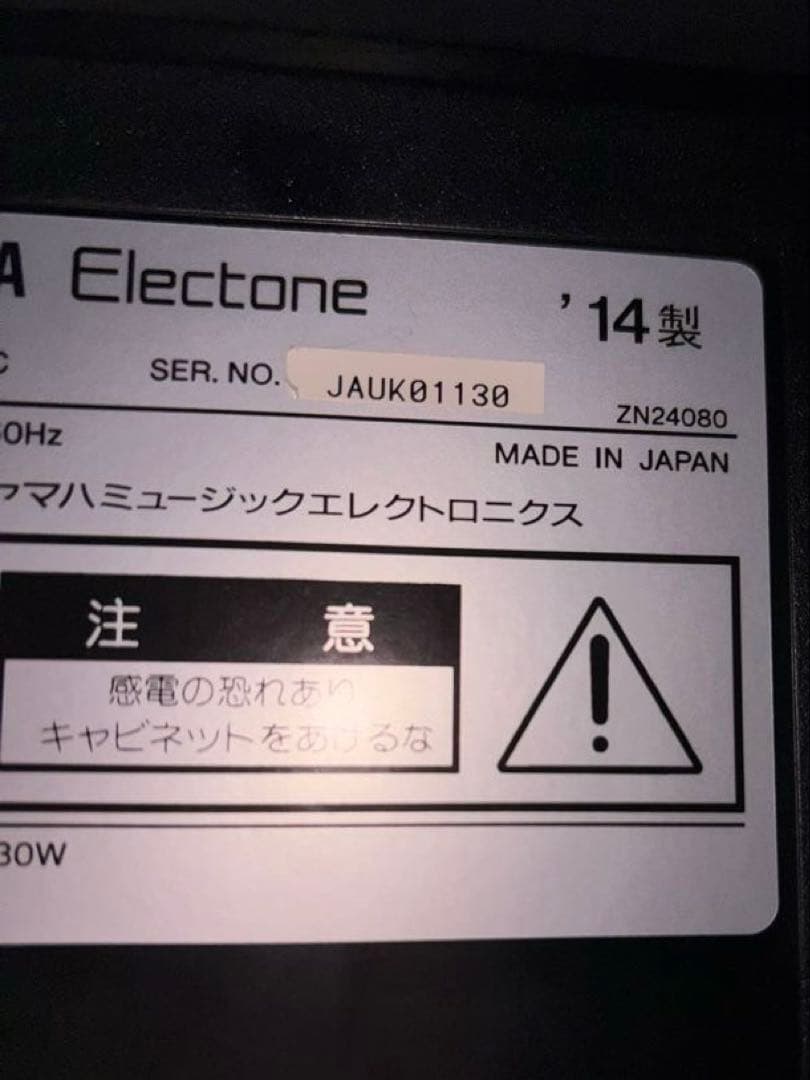 A Electone '14製
C SER. NO. JAUK01130 ZN24080
60Hz MADE IN JAPAN
ヤマハミュージックエレクトロニクス
注 意
感電の恐れあり
キャビネットをあけるな
30W